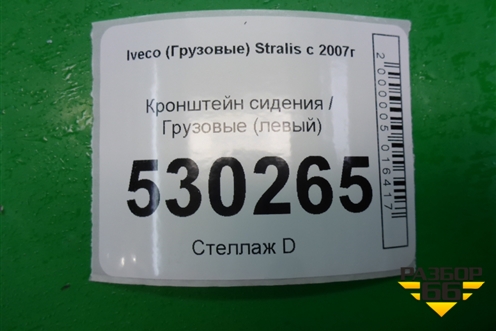 Iveco (Грузовые) Stralis с 2007г
Кронштейн сидения /
Грузовые (левый)
530265
Стеллаж D
2000005016417
РАЗБОР
66